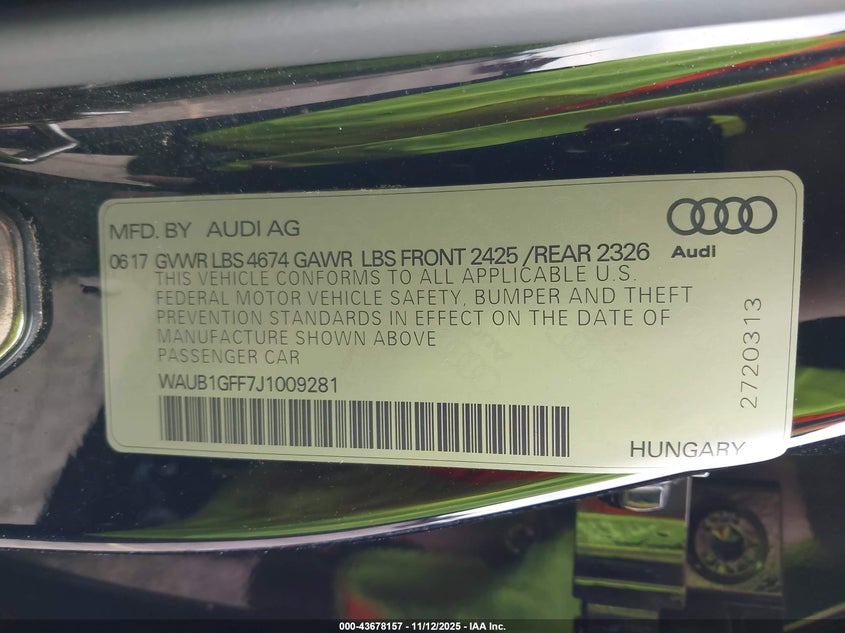 MFD. BY AUDI AG
Audi
0617 GVWR LBS 4674 GAWR LBS FRONT 2425 /REAR 2326
THIS VEHICLE CONFORMS TO ALL APPLICABLE U.S.
FEDERAL MOTOR VEHICLE SAFETY, BUMPER AND THEFT
PREVENTION STANDARDS IN EFFECT ON THE DATE OF
MANUFACTURE SHOWN ABOVE
PASSENGER CAR
WAUB1GFF7J1009281
2720313
HUNGARY
000-43678157 - 11/12/2025 - IAA Inc.